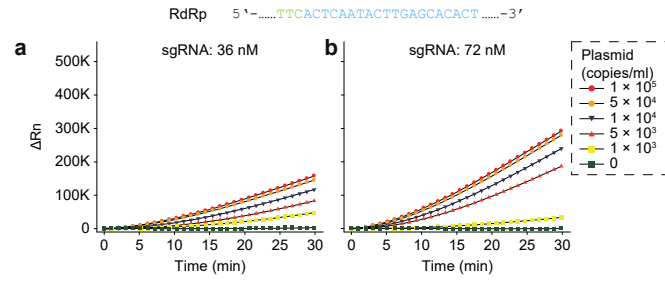 RdRp 5′-……TTCACTCAATACTTGAGCACACT……-3′
a sgRNA: 36 nM
b sgRNA: 72 nM
Plasmid
(copies/ml)
1 × 10⁵
5 × 10⁴
1 × 10⁴
5 × 10³
1 × 10³
0
ΔRn
500K
400K
300K
200K
100K
0
0 5 10 15 20 25 30
0 5 10 15 20 25 30
Time (min)
Time (min)